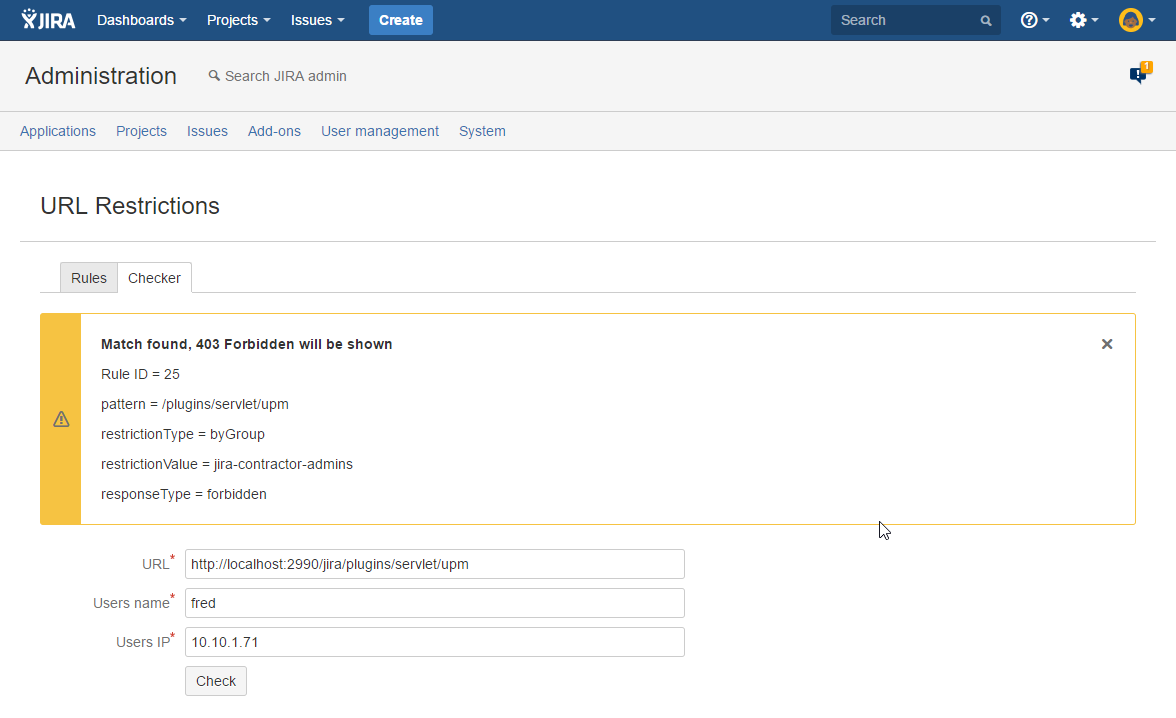 JIRA Dashboards Projects Issues Create Search
Administration Search JIRA admin 1
Applications Projects Issues Add-ons User management System
URL Restrictions
Rules Checker
Match found, 403 Forbidden will be shown
Rule ID = 25
pattern = /plugins/servlet/upm
restrictionType = byGroup
restrictionValue = jira-contractor-admins
responseType = forbidden
URL* http://localhost:2990/jira/plugins/servlet/upm
Users name* fred
Users IP* 10.10.1.71
Check